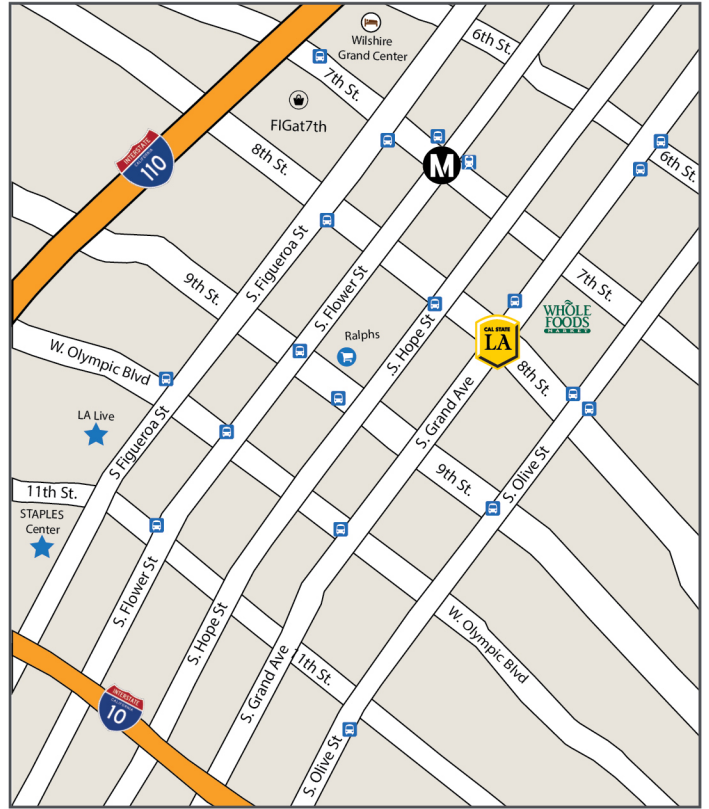 Wilshire
Grand Center
6th St.
7th St.
FIGat7th
INTERSTATE
CALIFORNIA
110
8th St.
M
6th St.
S. Figueroa St
S. Flower St
7th St.
9th St.
WHOLE
FOODS
MARKET
Ralphs
S. Hope St
CAL STATE
LA
8th St.
W. Olympic Blvd
S. Grand Ave
LA Live
S Figueroa St
9th St.
S. Olive St
11th St.
STAPLES
Center
S. Flower St
S. Hope St
W. Olympic Blvd
S. Grand Ave
11th St.
INTERSTATE
CALIFORNIA
10
S. Olive St